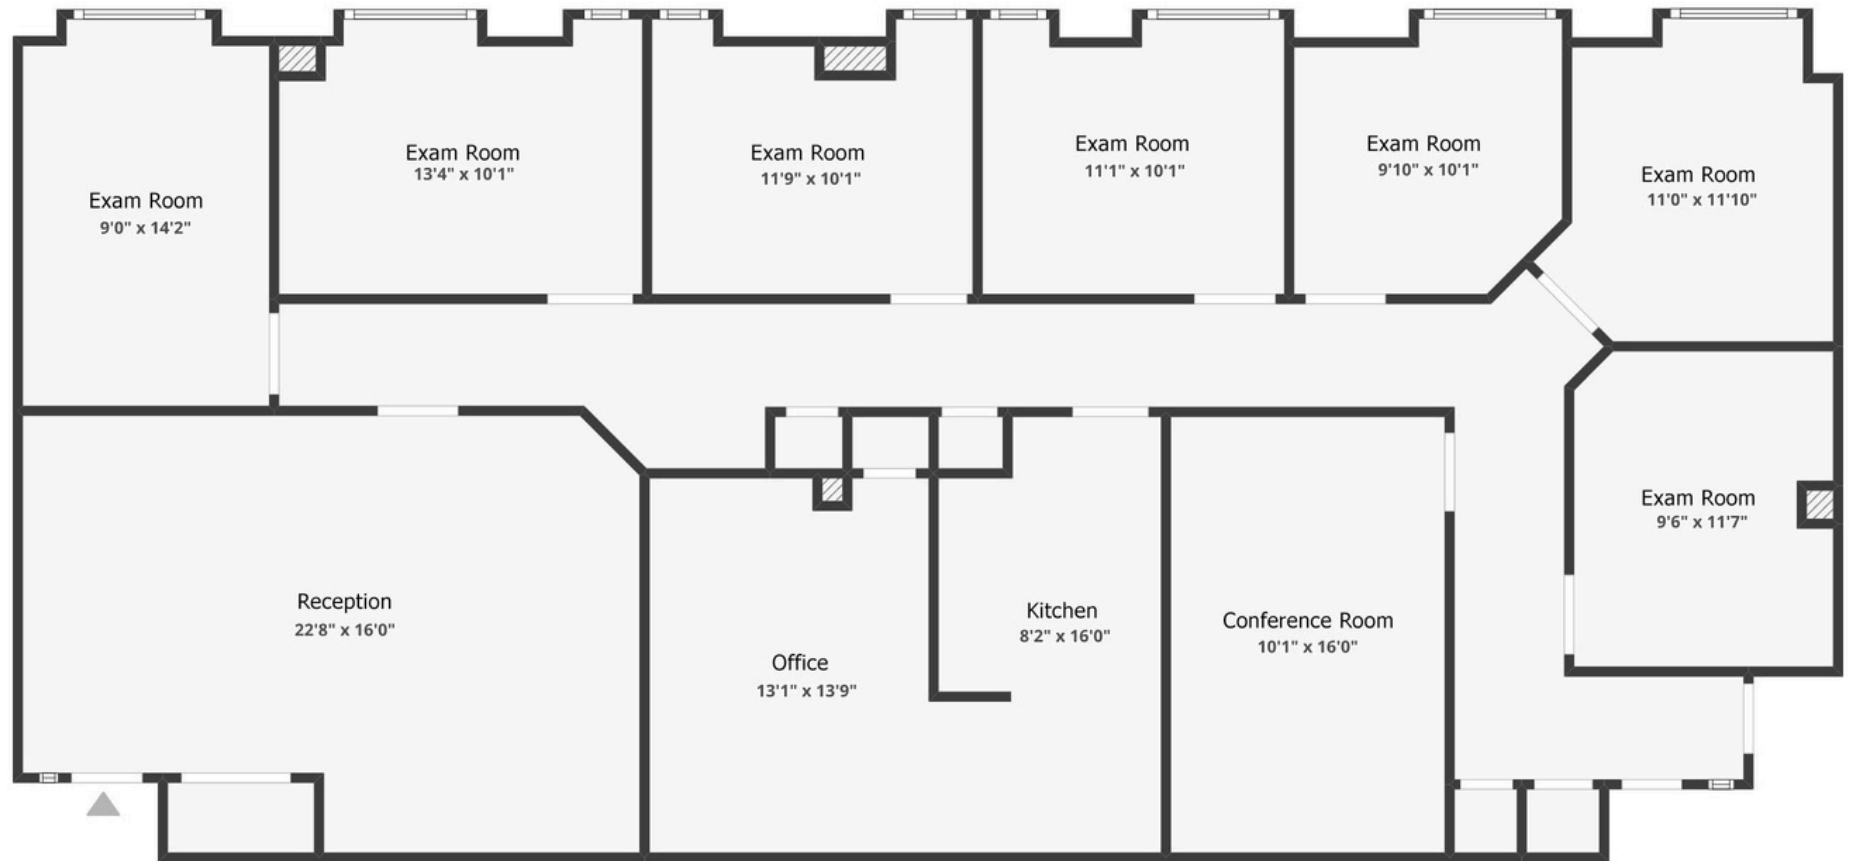 Exam Room
9'0" x 14'2"
Exam Room
13'4" x 10'1"
Exam Room
11'9" x 10'1"
Exam Room
11'1" x 10'1"
Exam Room
9'10" x 10'1"
Exam Room
11'0" x 11'10"
Exam Room
9'6" x 11'7"
Reception
22'8" x 16'0"
Office
13'1" x 13'9"
Kitchen
8'2" x 16'0"
Conference Room
10'1" x 16'0"